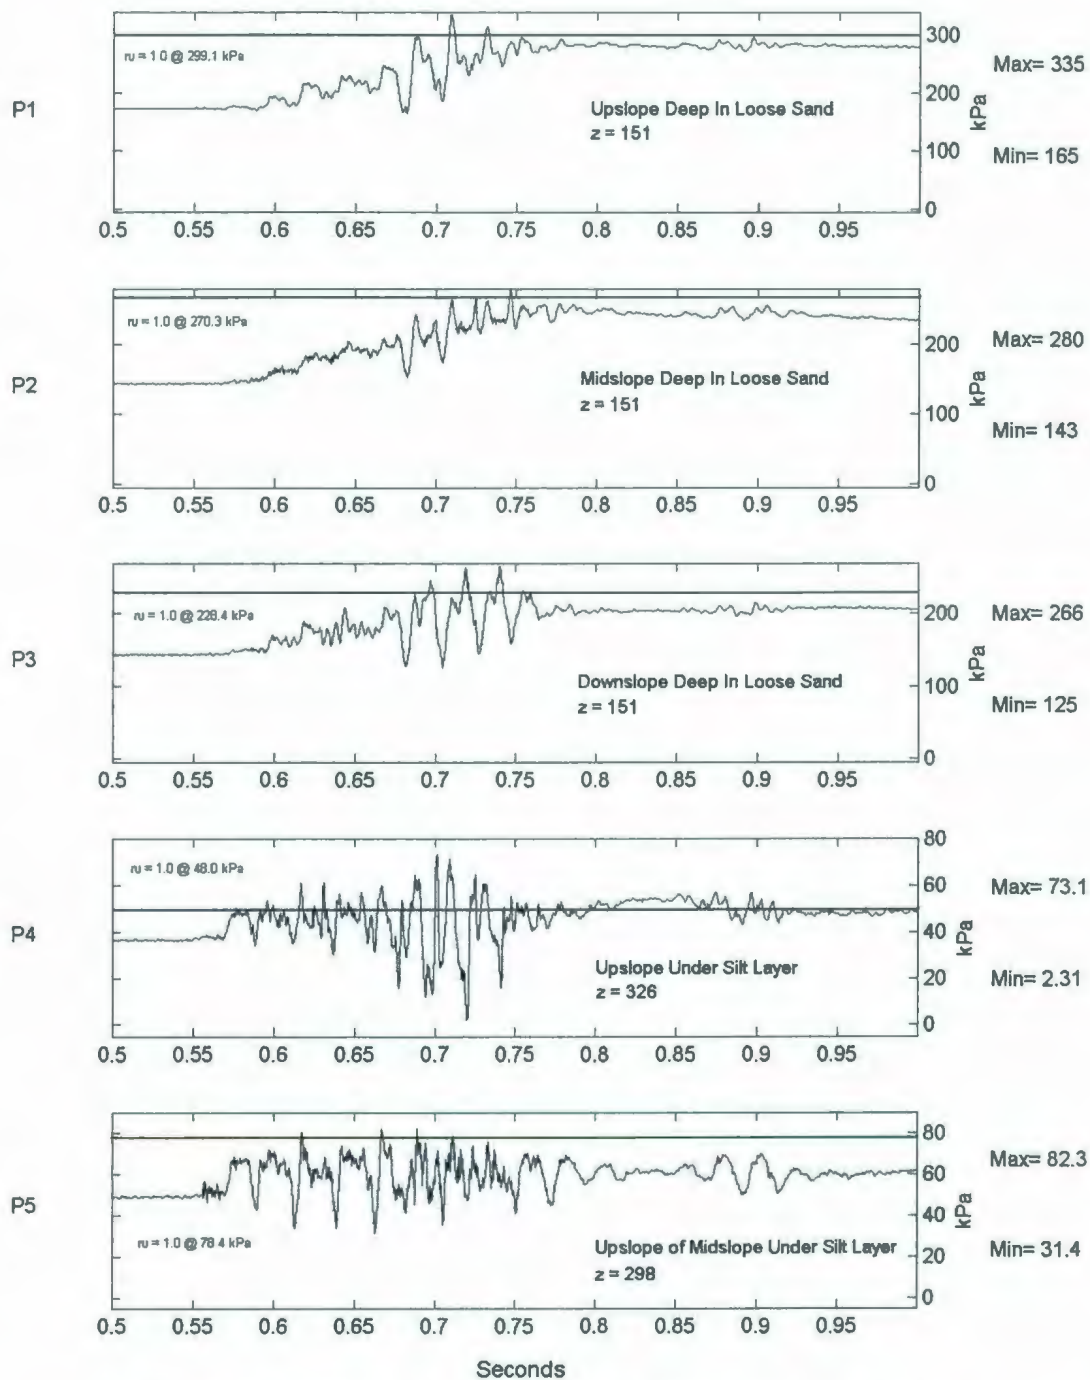 P1
ru = 1.0 @ 299.1 kPa
Upslope Deep In Loose Sand
z = 151
300
200
100
0
kPa
Max= 335
Min= 165
0.5 0.55 0.6 0.65 0.7 0.75 0.8 0.85 0.9 0.95
P2
ru = 1.0 @ 270.3 kPa
Midslope Deep In Loose Sand
z = 151
200
100
0
kPa
Max= 280
Min= 143
0.5 0.55 0.6 0.65 0.7 0.75 0.8 0.85 0.9 0.95
P3
ru = 1.0 @ 228.4 kPa
Downslope Deep In Loose Sand
z = 151
200
100
0
kPa
Max= 266
Min= 125
0.5 0.55 0.6 0.65 0.7 0.75 0.8 0.85 0.9 0.95
P4
ru = 1.0 @ 48.0 kPa
Upslope Under Silt Layer
z = 326
80
60
40
20
0
kPa
Max= 73.1
Min= 2.31
0.5 0.55 0.6 0.65 0.7 0.75 0.8 0.85 0.9 0.95
P5
ru = 1.0 @ 78.4 kPa
Upslope of Midslope Under Silt Layer
z = 298
80
60
40
20
0
kPa
Max= 82.3
Min= 31.4
0.5 0.55 0.6 0.65 0.7 0.75 0.8 0.85 0.9 0.95
Seconds